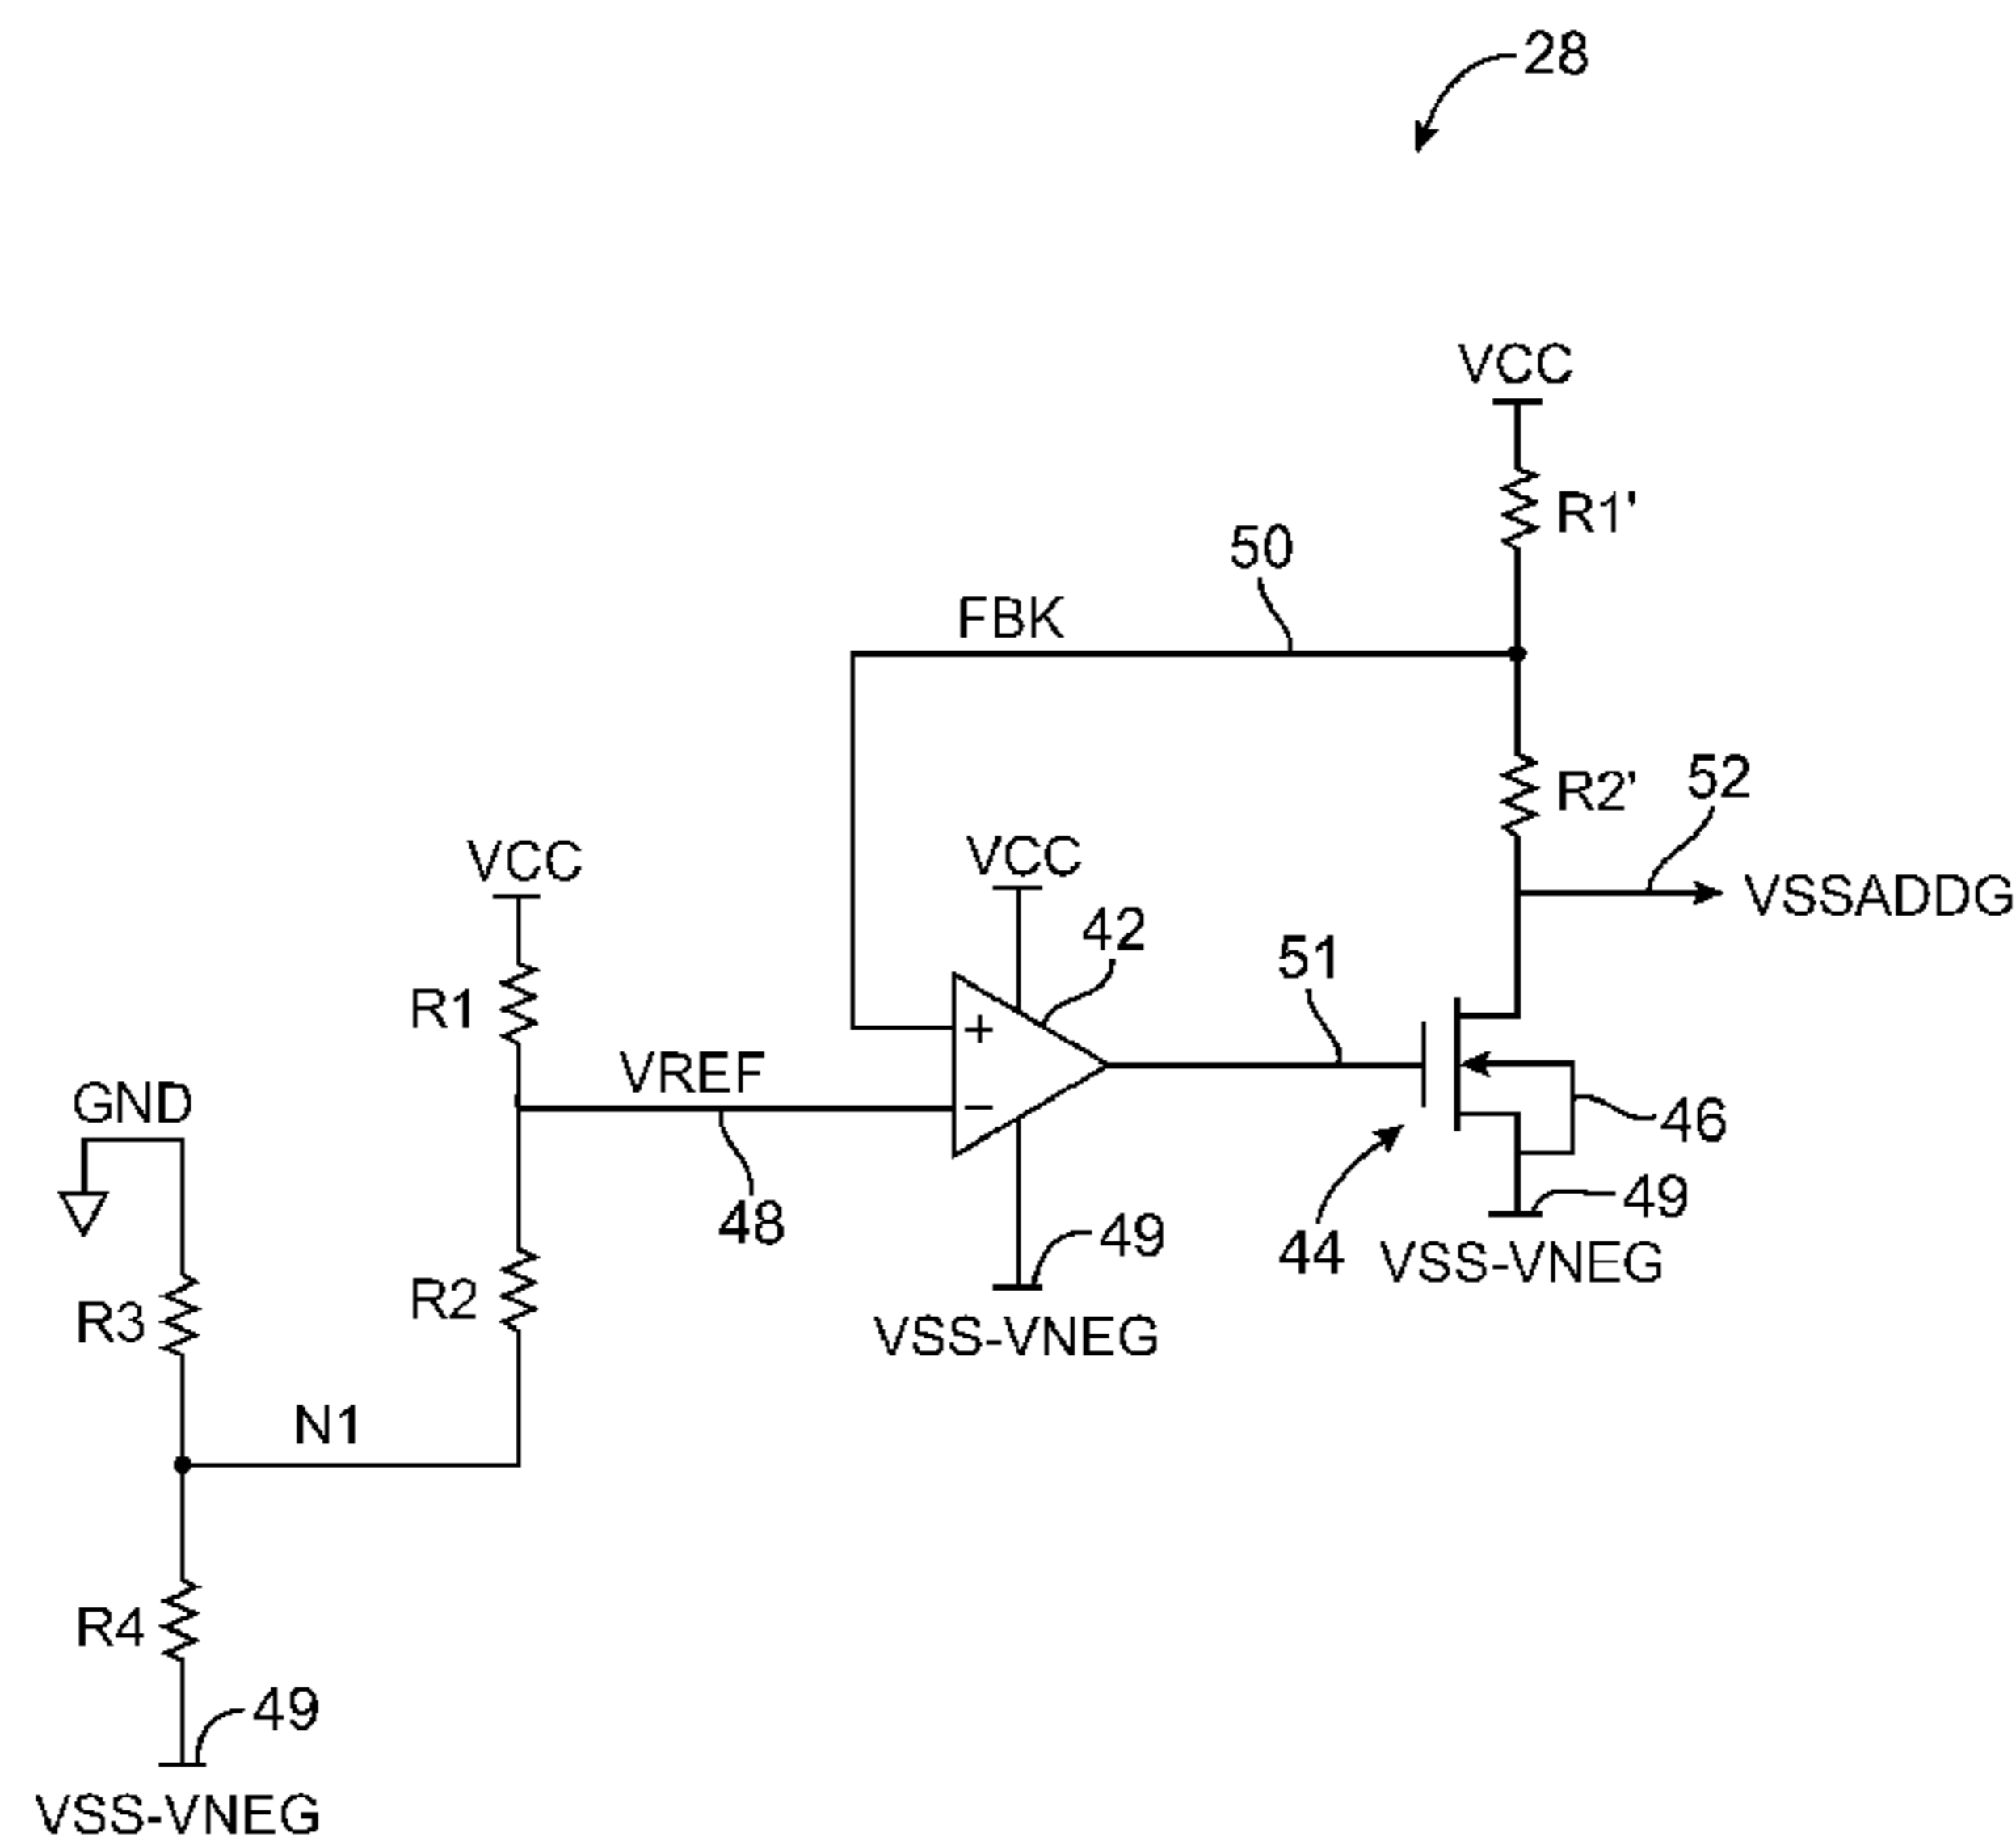 28
VCC
R1'
50
FBK
R2'
52
VCC
VCC
VSSADDG
42
51
R1
VREF
+
GND
46
−
48
49
49
44
VSS-VNEG
R2
R3
VSS-VNEG
N1
R4
49
VSS-VNEG